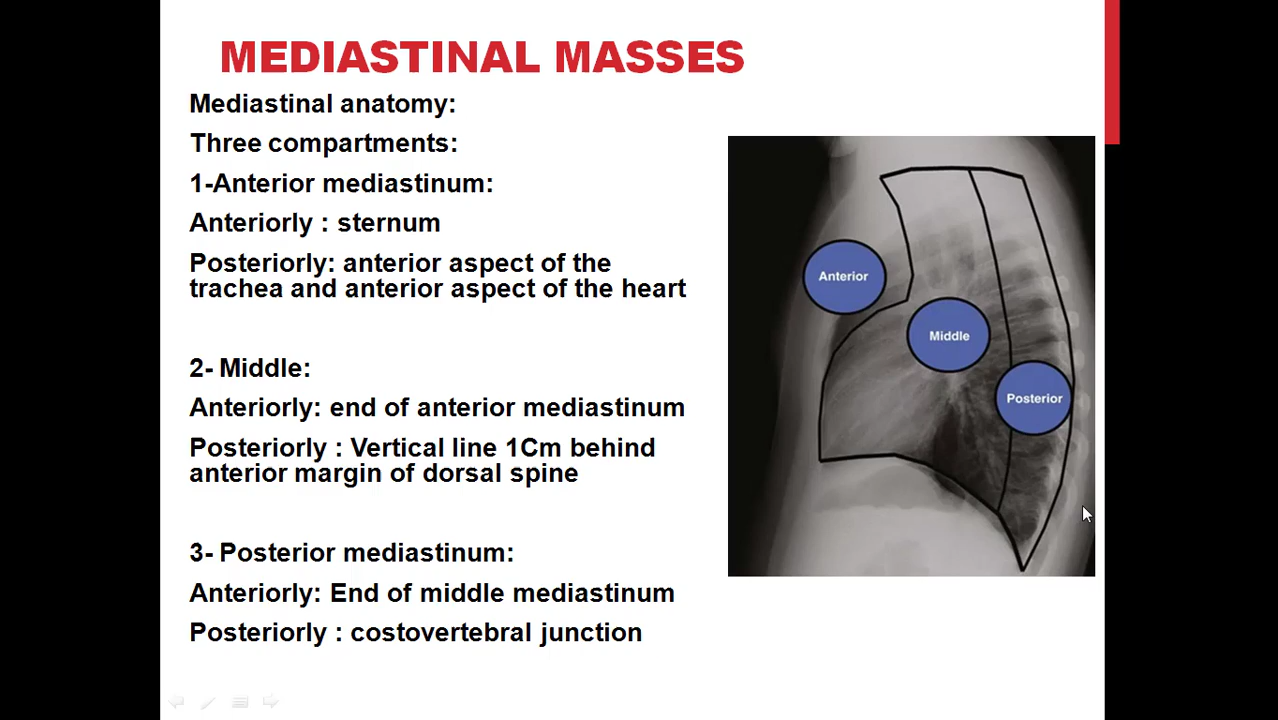 MEDIASTINAL MASSES
Mediastinal anatomy:
Three compartments:
1-Anterior mediastinum:
Anteriorly : sternum
Posteriorly: anterior aspect of the
trachea and anterior aspect of the heart
2- Middle:
Anteriorly: end of anterior mediastinum
Posteriorly : Vertical line 1Cm behind
anterior margin of dorsal spine
3- Posterior mediastinum:
Anteriorly: End of middle mediastinum
Posteriorly : costovertebral junction
Anterior
Middle
Posterior